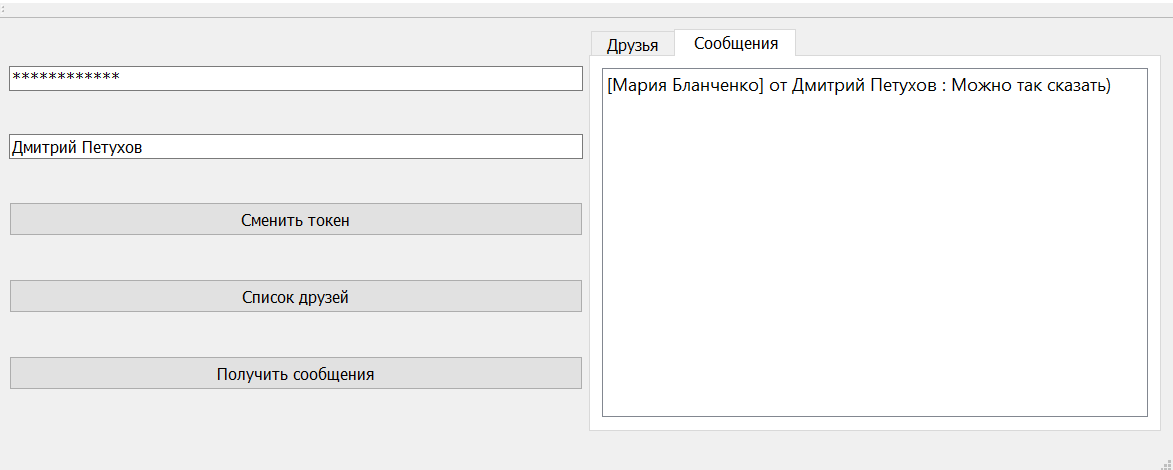 ************
Дмитрий Петухов
Сменить токен
Список друзей
Получить сообщения
Друзья
Сообщения
[Мария Бланченко] от Дмитрий Петухов : Можно так сказать)